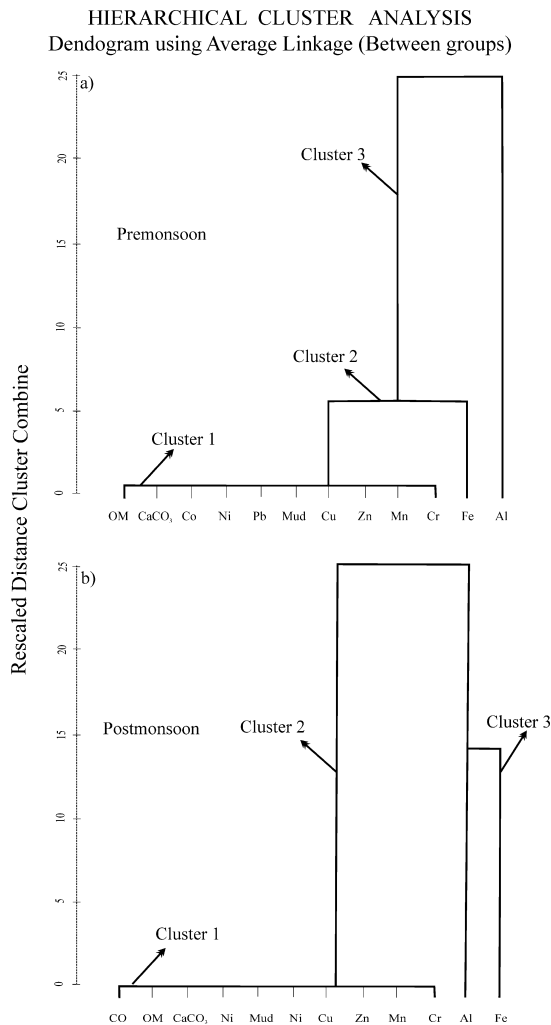 HIERARCHICAL CLUSTER ANALYSIS
Dendogram using Average Linkage (Between groups)
Rescaled Distance Cluster Combine
a)
25
20
15
10
5
0
Cluster 3
Premonsoon
Cluster 2
Cluster 1
OM CaCO₃ Co Ni Pb Mud Cu Zn Mn Cr Fe Al
b)
25
20
15
10
5
0
Postmonsoon
Cluster 2
Cluster 3
Cluster 1
CO OM CaCO₃ Ni Mud Ni Cu Zn Mn Cr Al Fe